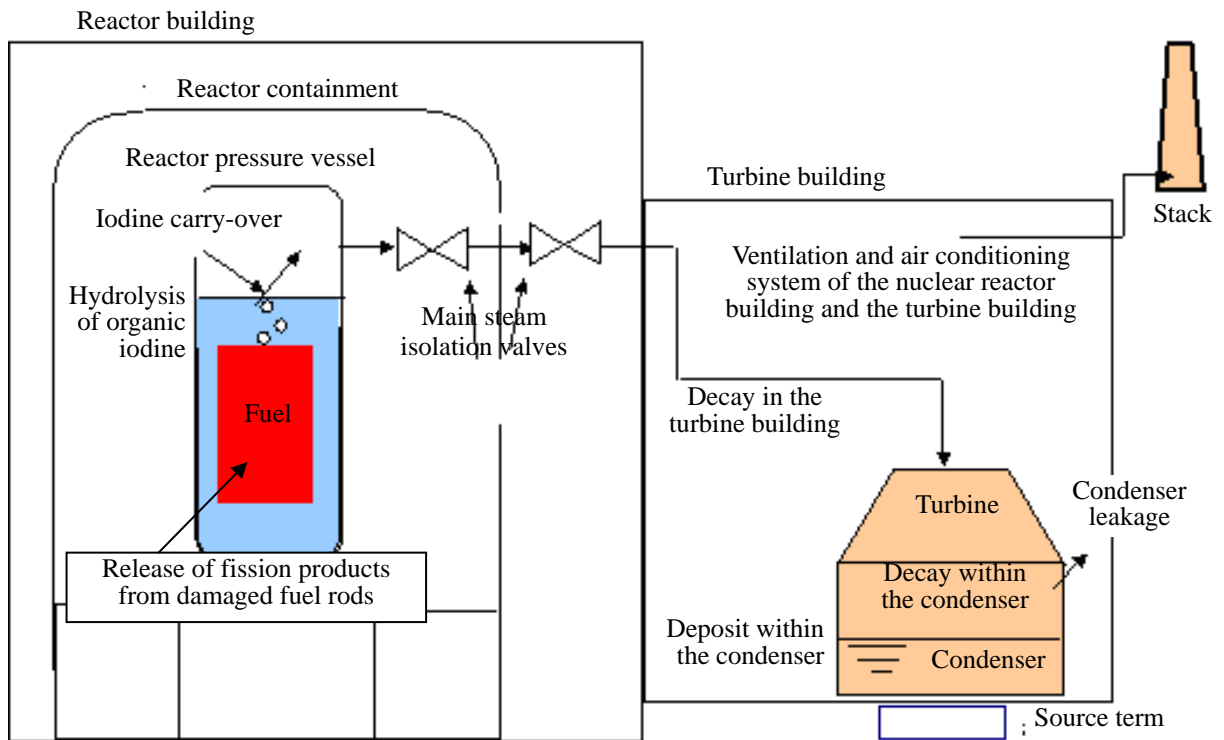 Reactor building
Reactor containment
Reactor pressure vessel
Iodine carry-over
Hydrolysis
of organic
iodine
Fuel
Release of fission products
from damaged fuel rods
Main steam
isolation valves
Turbine building
Stack
Ventilation and air conditioning
system of the nuclear reactor
building and the turbine building
Decay in the
turbine building
Turbine
Condenser
leakage
Decay within
the condenser
Deposit within
the condenser
Condenser
: Source term